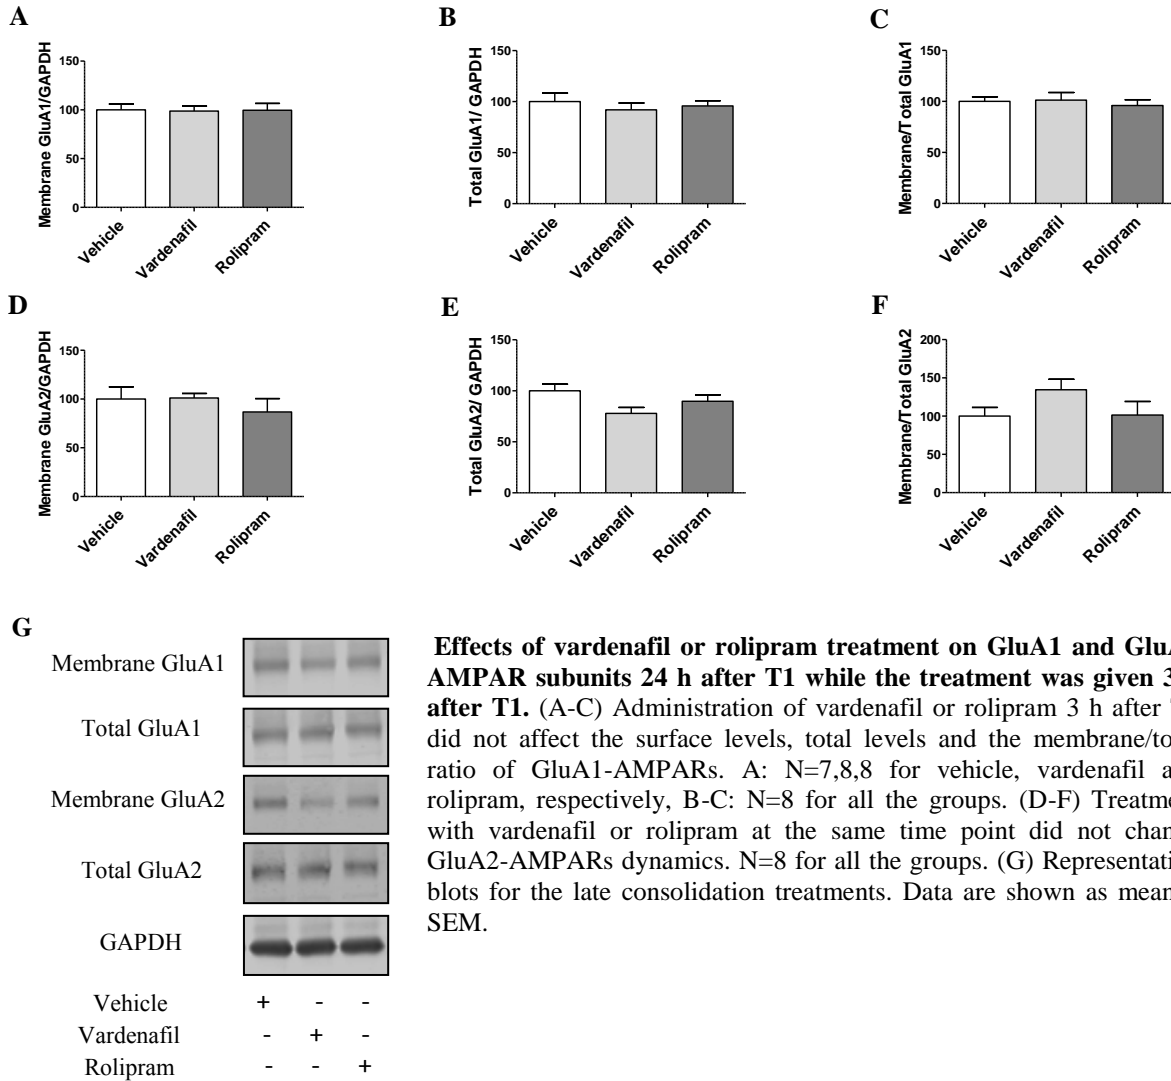 A
Membrane GluA1/GAPDH
150
100
50
0
Vehicle
Vardenafil
Rolipram
B
Total GluA1/ GAPDH
150
100
50
0
Vehicle
Vardenafil
Rolipram
C
Membrane/Total GluA1
150
100
50
0
Vehicle
Vardenafil
Rolipram
D
Membrane GluA2/GAPDH
150
100
50
0
Vehicle
Vardenafil
Rolipram
E
Total GluA2/ GAPDH
150
100
50
0
Vehicle
Vardenafil
Rolipram
F
Membrane/Total GluA2
200
150
100
50
0
Vehicle
Vardenafil
Rolipram
G
Membrane GluA1
Total GluA1
Membrane GluA2
Total GluA2
GAPDH
Vehicle + - -
Vardenafil - + -
Rolipram - - +
Effects of vardenafil or rolipram treatment on GluA1 and
AMPAR subunits 24 h after T1 while the treatment was given 3
after T1. (A-C) Administration of vardenafil or rolipram 3 h after
did not affect the surface levels, total levels and the
ratio of GluA1-AMPARs. A: N=7,8,8 for vehicle, vardenafil
rolipram, respectively, B-C: N=8 for all the groups. (D-F)
with vardenafil or rolipram at the same time point did not
GluA2-AMPARs dynamics. N=8 for all the groups. (G)
blots for the late consolidation treatments. Data are shown as mean
SEM.